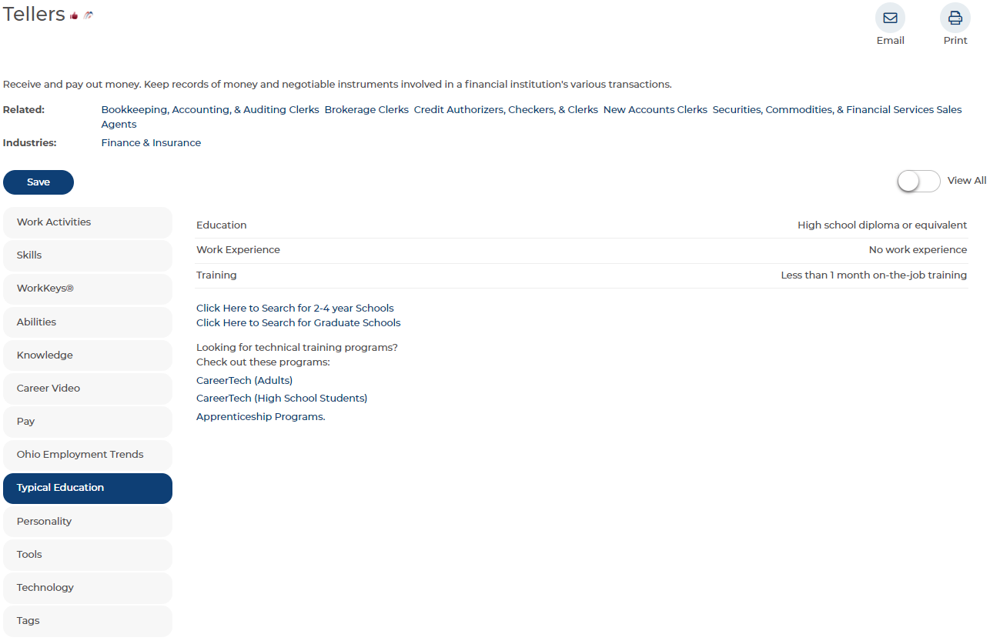 Tellers
Email
Print
Receive and pay out money. Keep records of money and negotiable instruments involved in a financial institution's various transactions.
Related: Bookkeeping, Accounting, & Auditing Clerks Brokerage Clerks Credit Authorizers, Checkers, & Clerks New Accounts Clerks Securities, Commodities, & Financial Services Sales
Agents
Industries: Finance & Insurance
Save
View All
Work Activities
Skills
WorkKeys®
Abilities
Knowledge
Career Video
Pay
Ohio Employment Trends
Typical Education
Personality
Tools
Technology
Tags
Education High school diploma or equivalent
Work Experience No work experience
Training Less than 1 month on-the-job training
Click Here to Search for 2-4 year Schools
Click Here to Search for Graduate Schools
Looking for technical training programs?
Check out these programs:
CareerTech (Adults)
CareerTech (High School Students)
Apprenticeship Programs.